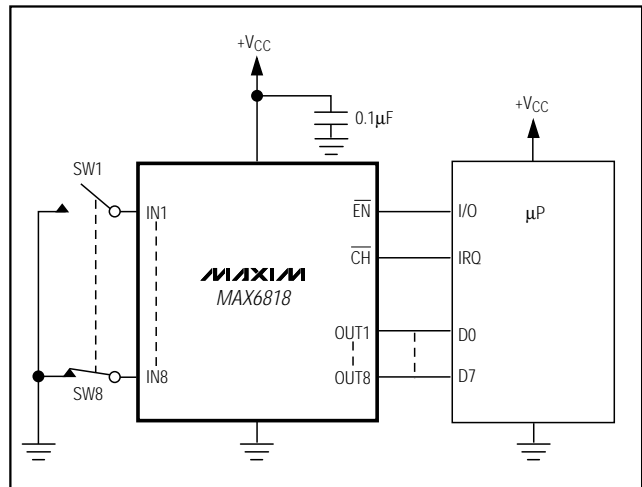 +VCC
0.1μF
+VCC
SW1
IN1
EN
I/O
μP
CH
IRQ
MAXIM
MAX6818
OUT1
D0
IN8
OUT8
D7
SW8